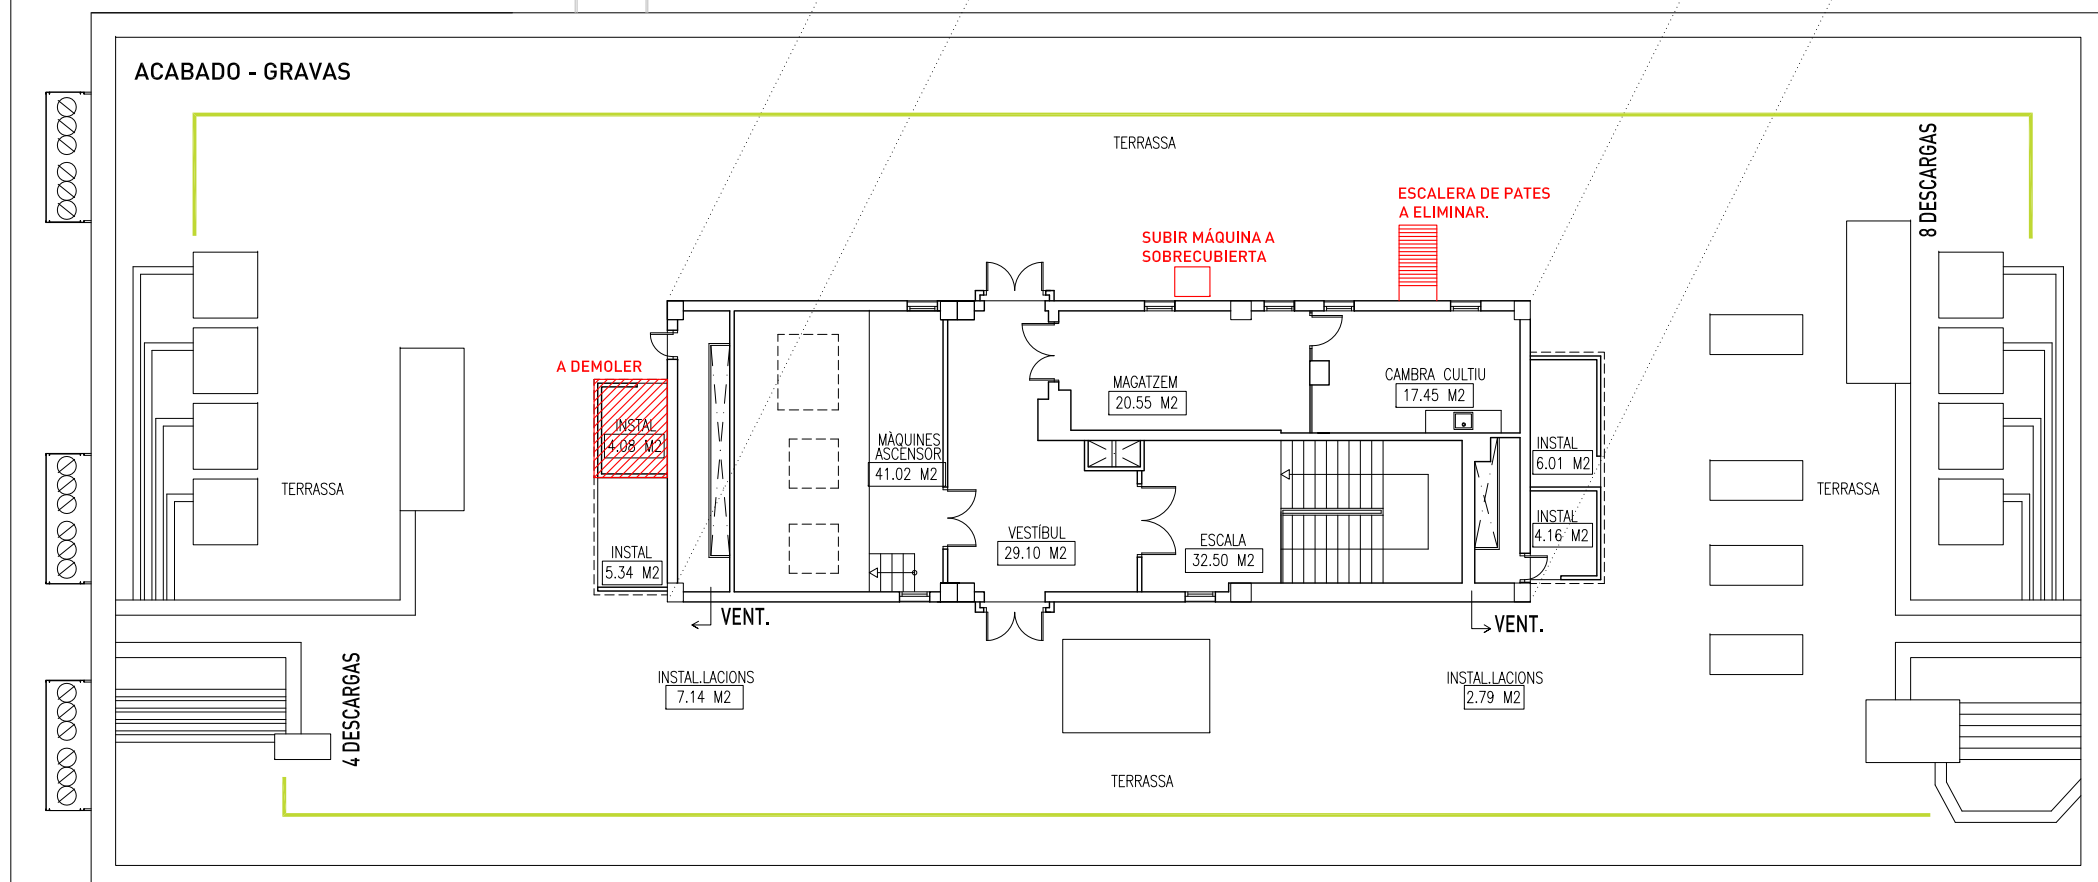 ACABADO - GRAVAS
TERRASSA
8 DESCARGAS
ESCALERA DE PATES
A ELIMINAR.
SUBIR MÁQUINA A
SOBRECUBIERTA
A DEMOLER
INSTAL
4.08 M2
MÀQUINES
ASCENSOR
41.02 M2
MAGATZEM
20.55 M2
CAMBRA CULTIU
17.45 M2
INSTAL
6.01 M2
TERRASSA
TERRASSA
INSTAL
4.16 M2
VESTÍBUL
29.10 M2
ESCALA
32.50 M2
INSTAL
5.34 M2
VENT.
VENT.
4 DESCARGAS
INSTAL.LACIONS
7.14 M2
INSTAL.LACIONS
2.79 M2
TERRASSA